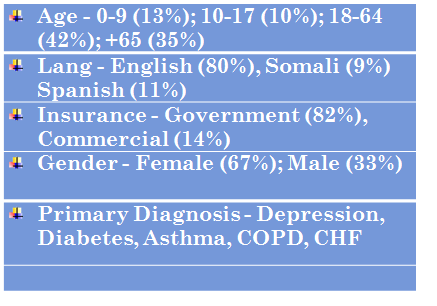 Age - 0-9 (13%); 10-17 (10%); 18-64
(42%); +65 (35%)
Lang - English (80%), Somali (9%)
Spanish (11%)
Insurance - Government (82%),
Commercial (14%)
Gender - Female (67%); Male (33%)
Primary Diagnosis - Depression,
Diabetes, Asthma, COPD, CHF